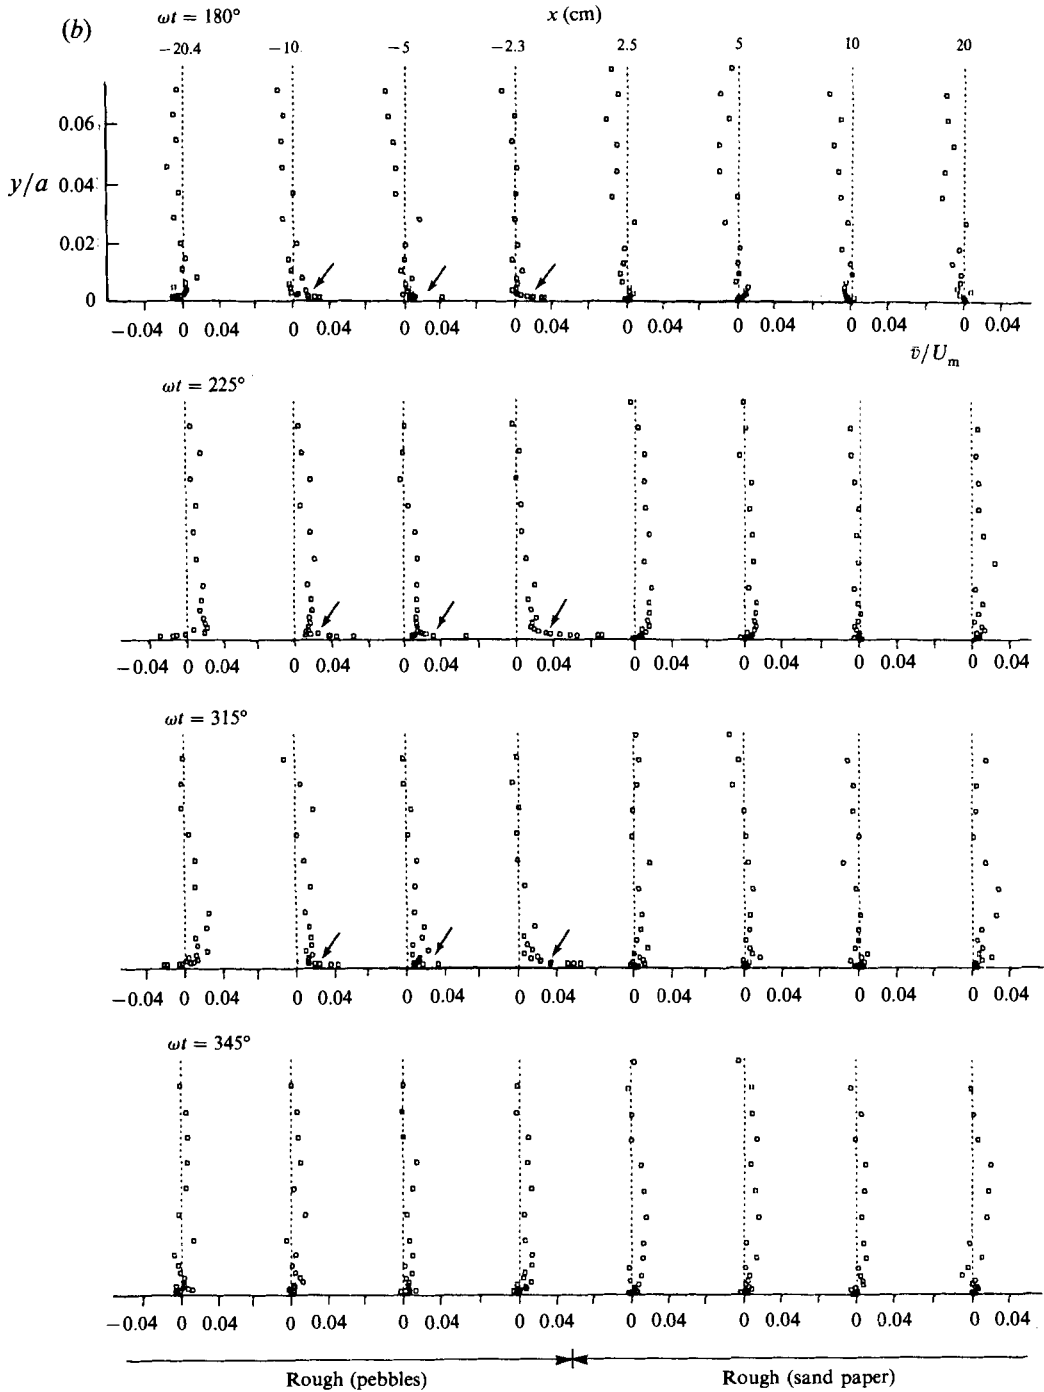 (b)
ωt = 180° x (cm)
−20.4 −10 −5 −2.3 2.5 5 10 20
0.06
y/a 0.04
0.02
0
−0.04 0 0.04 0 0.04 0 0.04 0 0.04 0 0.04 0 0.04 0 0.04 0 0.04
v̄/Um
ωt = 225°
−0.04 0 0.04 0 0.04 0 0.04 0 0.04 0 0.04 0 0.04 0 0.04 0 0.04
ωt = 315°
−0.04 0 0.04 0 0.04 0 0.04 0 0.04 0 0.04 0 0.04 0 0.04 0 0.04
ωt = 345°
−0.04 0 0.04 0 0.04 0 0.04 0 0.04 0 0.04 0 0.04 0 0.04 0 0.04
Rough (pebbles) Rough (sand paper)